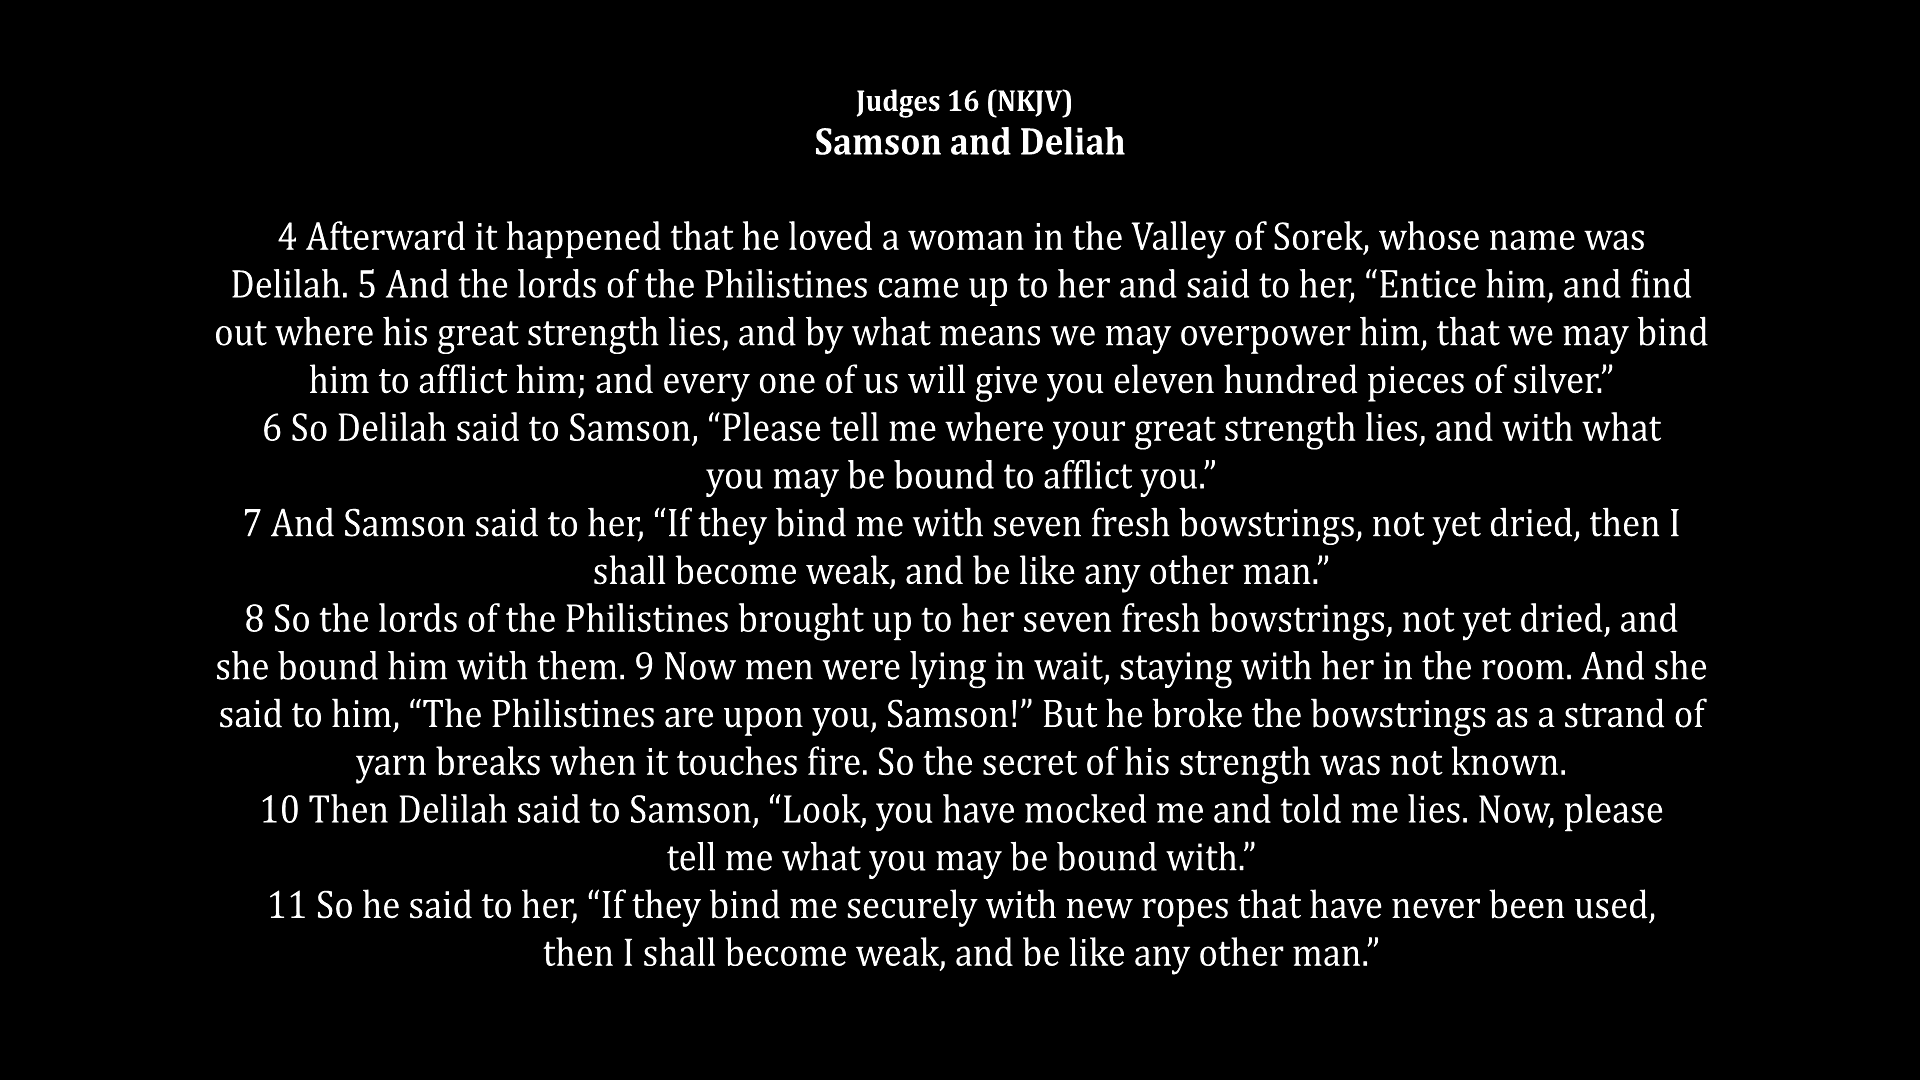 Judges 16 (NKJV)
Samson and Deliah
4 Afterward it happened that he loved a woman in the Valley of Sorek, whose name was
Delilah. 5 And the lords of the Philistines came up to her and said to her, “Entice him, and find
out where his great strength lies, and by what means we may overpower him, that we may bind
him to afflict him; and every one of us will give you eleven hundred pieces of silver.”
6 So Delilah said to Samson, “Please tell me where your great strength lies, and with what
you may be bound to afflict you.”
7 And Samson said to her, “If they bind me with seven fresh bowstrings, not yet dried, then I
shall become weak, and be like any other man.”
8 So the lords of the Philistines brought up to her seven fresh bowstrings, not yet dried, and
she bound him with them. 9 Now men were lying in wait, staying with her in the room. And she
said to him, “The Philistines are upon you, Samson!” But he broke the bowstrings as a strand of
yarn breaks when it touches fire. So the secret of his strength was not known.
10 Then Delilah said to Samson, “Look, you have mocked me and told me lies. Now, please
tell me what you may be bound with.”
11 So he said to her, “If they bind me securely with new ropes that have never been used,
then I shall become weak, and be like any other man.”